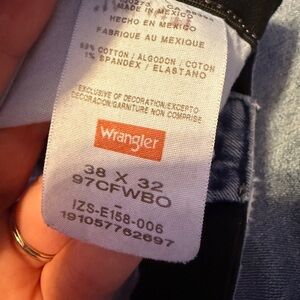 MADE IN MEXICO
HECHO EN MEXICO
FABRIQUE AU MEXIQUE
COTTON / ALGODON / COTON
1% SPANDEX / ELASTANO
EXCLUSIVE OF DECORATION/EXCEPTO
DECORACION/GARNITURE NON COMPRISE
Wrangler
38 X 32
97CFWBO
-
IZS-E158-006
191057762697